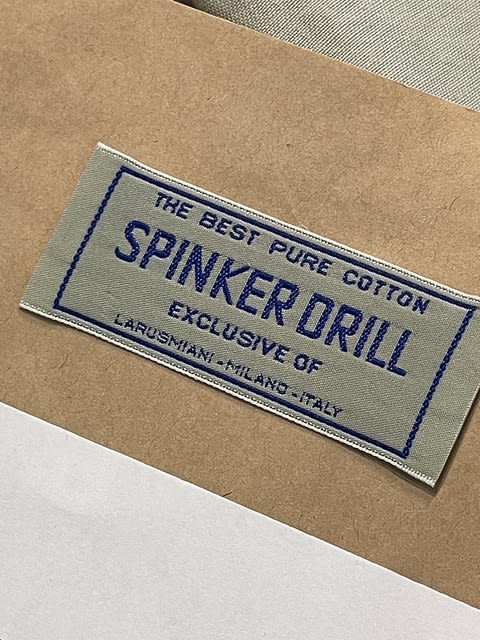 THE BEST PURE COTTON
SPINKER DRILL
EXCLUSIVE OF
LARUSMIANI - MILANO - ITALY